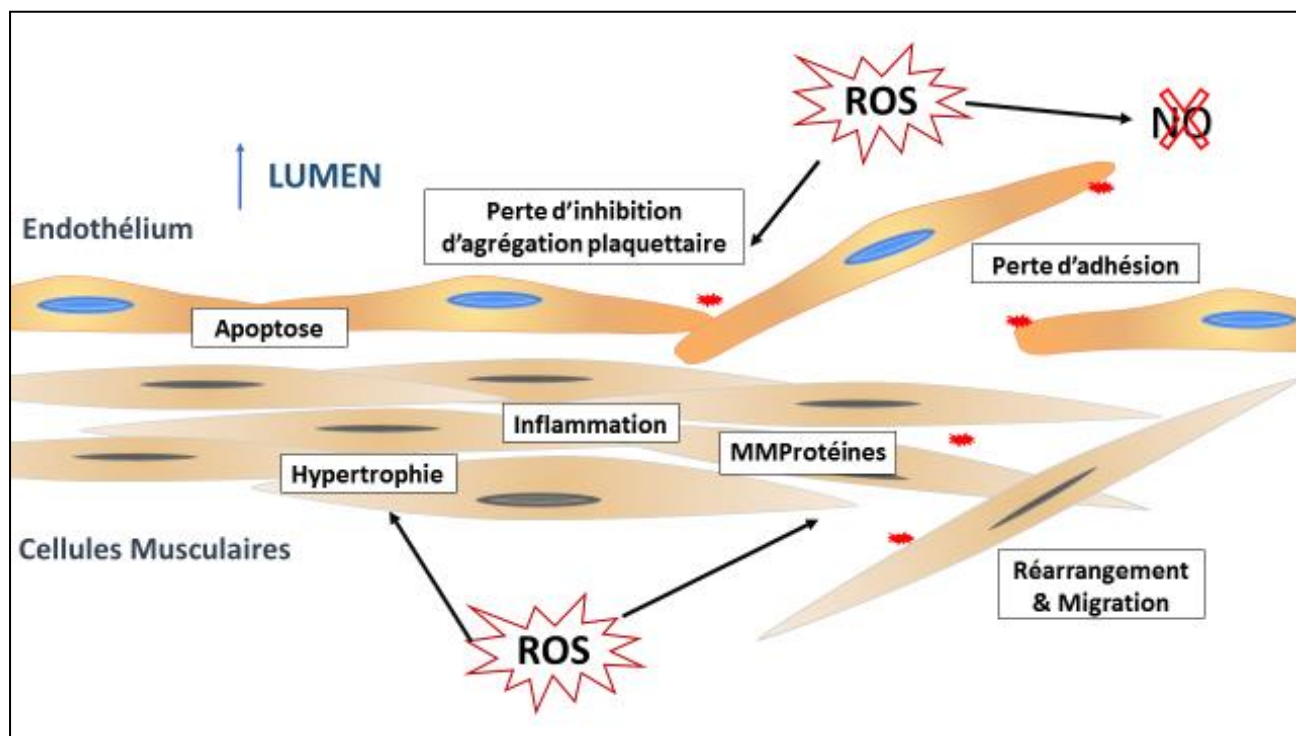 ROS
NO
LUMEN
Endothélium
Perte d’inhibition
d’agrégation plaquettaire
Perte d’adhésion
Apoptose
Inflammation
MMProtéines
Hypertrophie
Cellules Musculaires
Réarrangement
& Migration
ROS